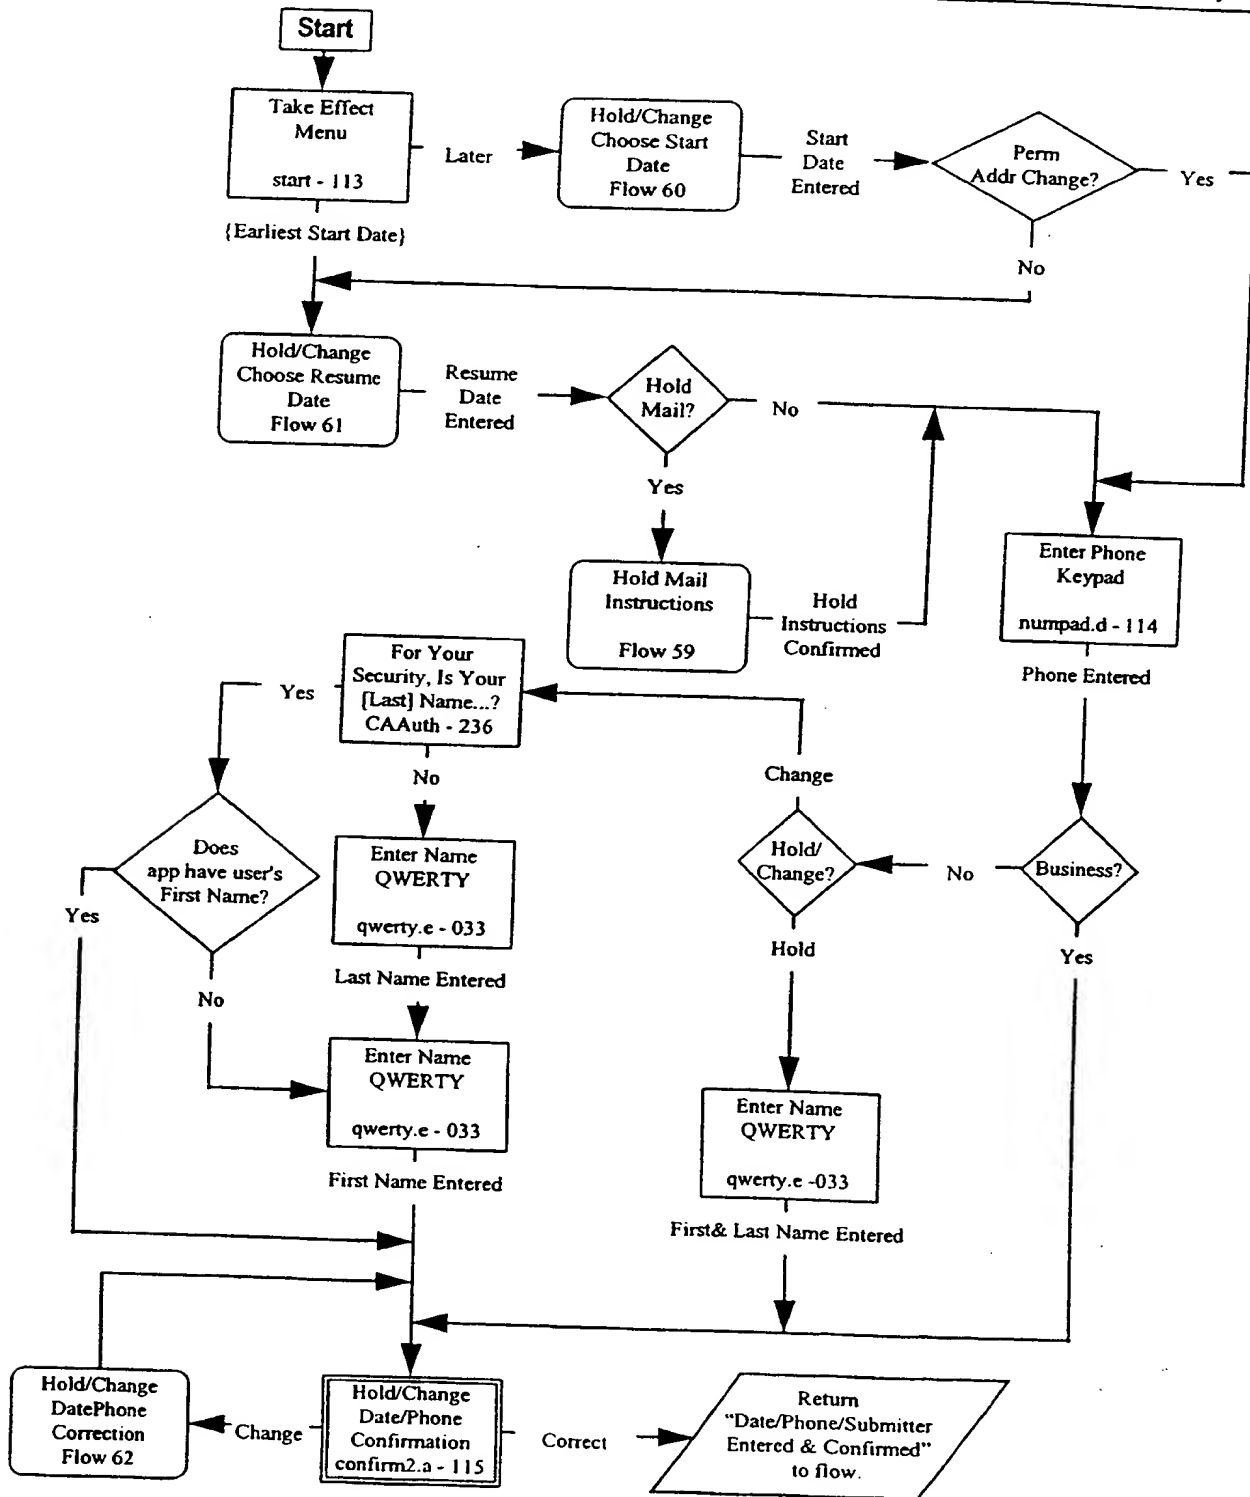 Start
Take Effect
Menu
start - 113
Later
Hold/Change
Choose Start
Date
Flow 60
Start
Date
Entered
Perm
Addr Change?
Yes
{Earliest Start Date}
No
Hold/Change
Choose Resume
Date
Flow 61
Resume
Date
Entered
Hold
Mail?
No
Yes
Hold Mail
Instructions
Flow 59
Hold
Instructions
Confirmed
Enter Phone
Keypad
numpad.d - 114
Phone Entered
For Your
Security, Is Your
[Last] Name...?
CAAuth - 236
Yes
No
Change
Does
app have user's
First Name?
Enter Name
QWERTY
qwerty.e - 033
Hold/
Change?
No
Business?
Yes
Last Name Entered
Hold
Yes
No
Enter Name
QWERTY
qwerty.e - 033
First Name Entered
Enter Name
QWERTY
qwerty.e -033
First& Last Name Entered
Hold/Change
DatePhone
Correction
Flow 62
Change
Hold/Change
Date/Phone
Confirmation
confirm2.a - 115
Correct
Return
"Date/Phone/Submitter
Entered & Confirmed"
to flow.